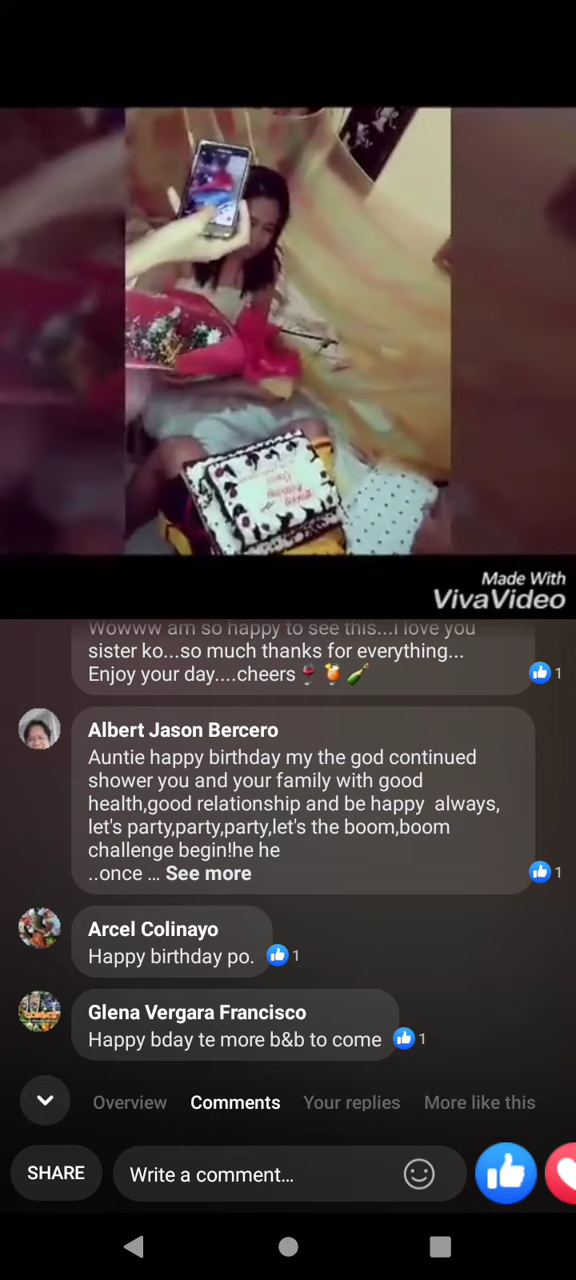 Made With
VivaVideo
Wowww am so happy to see this...i love you
sister ko...so much thanks for everything...
Enjoy your day....cheers🍷🍹🍾
1
Albert Jason Bercero
Auntie happy birthday my the god continued
shower you and your family with good
health,good relationship and be happy  always,
let's party,party,party,let's the boom,boom
challenge begin!he he
..once ... See more
1
Arcel Colinayo
Happy birthday po.
1
Glena Vergara Francisco
Happy bday te more b&b to come
1
Overview Comments Your replies More like this
SHARE Write a comment...